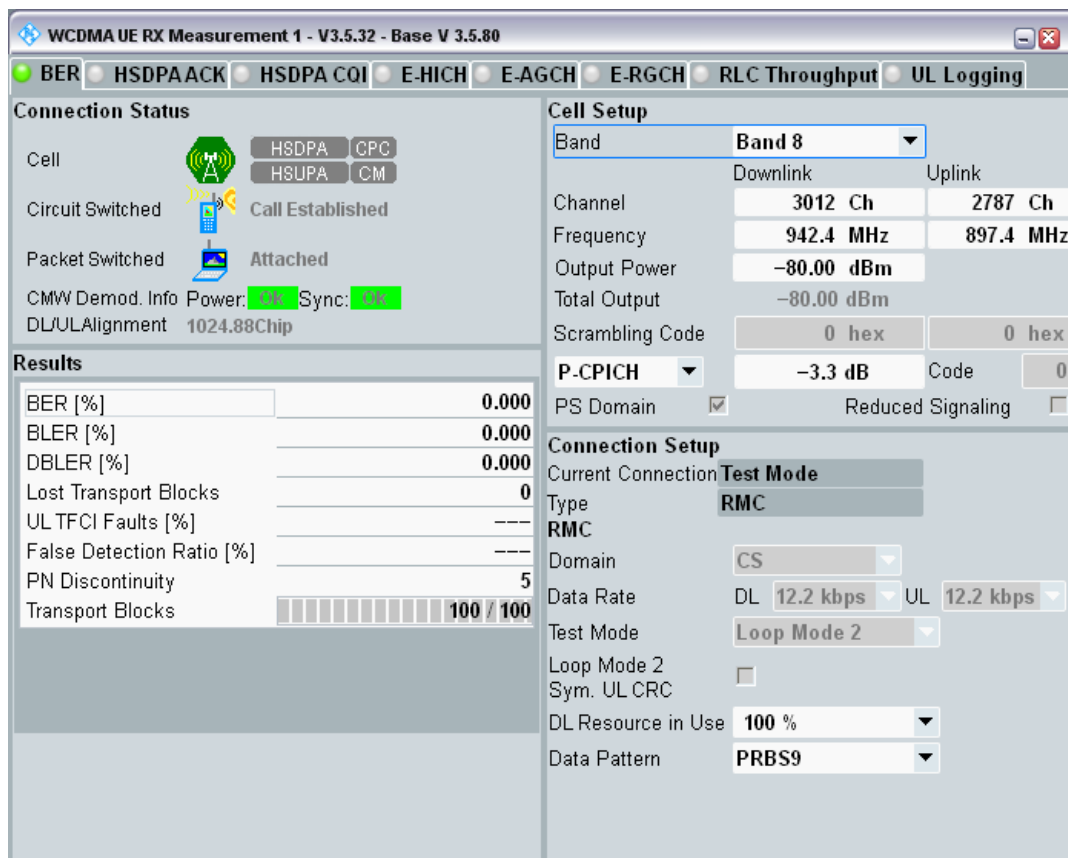 WCDMA UE RX Measurement 1 - V3.5.32 - Base V 3.5.80
BER HSDPA ACK HSDPA CQI E-HICH E-AGCH E-RGCH RLC Throughput UL Logging
Connection Status
Cell HSDPA CPC
HSUPA CM
Circuit Switched Call Established
Packet Switched Attached
CMW Demod. Info Power: Ok Sync: Ok
DL/UL Alignment 1024.88Chip
Results
BER [%] 0.000
BLER [%] 0.000
DBLER [%] 0.000
Lost Transport Blocks 0
UL TFCI Faults [%] ---
False Detection Ratio [%] ---
PN Discontinuity 5
Transport Blocks 100 / 100
Cell Setup
Band Band 8
Downlink Uplink
Channel 3012 Ch 2787 Ch
Frequency 942.4 MHz 897.4 MHz
Output Power -80.00 dBm
Total Output -80.00 dBm
Scrambling Code 0 hex 0 hex
P-CPICH -3.3 dB Code 0
PS Domain Reduced Signaling
Connection Setup
Current Connection Test Mode
Type RMC
RMC
Domain CS
Data Rate DL 12.2 kbps UL 12.2 kbps
Test Mode Loop Mode 2
Loop Mode 2
Sym. UL CRC
DL Resource in Use 100 %
Data Pattern PRBS9